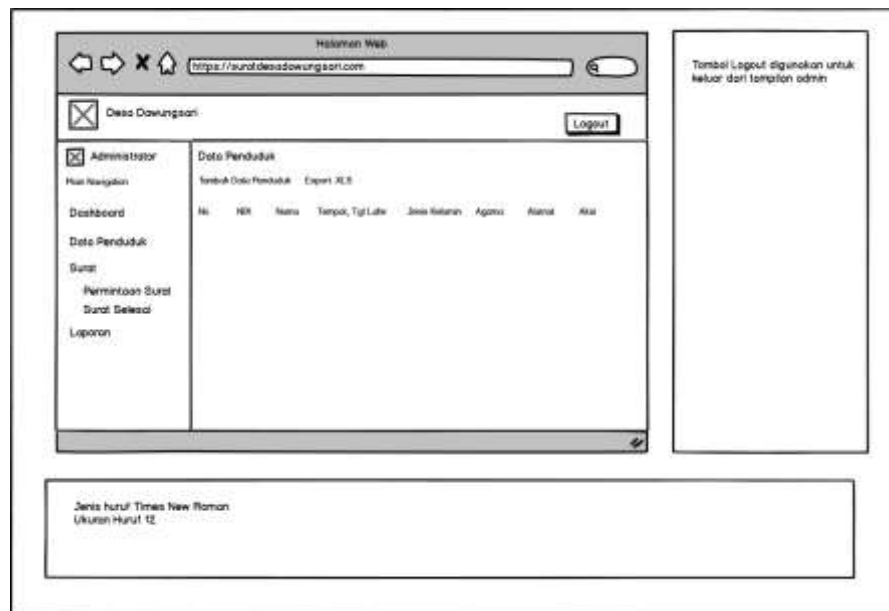 Halaman Web
https://suratdesadawungsari.com
Desa Dawungsari
Logout
Administrator
Main Navigation
Dashboard
Data Penduduk
Surat
Permintaan Surat
Surat Selesai
Laporan
Data Penduduk
Tambah Data Penduduk Export XLS
No NIK Nama Tempat, Tgl Lahir Jenis Kelamin Agama Alamat Aksi
Tombol Logout digunakan untuk
keluar dari tampilan admin
Jenis huruf Times New Roman
Ukuran Huruf 12